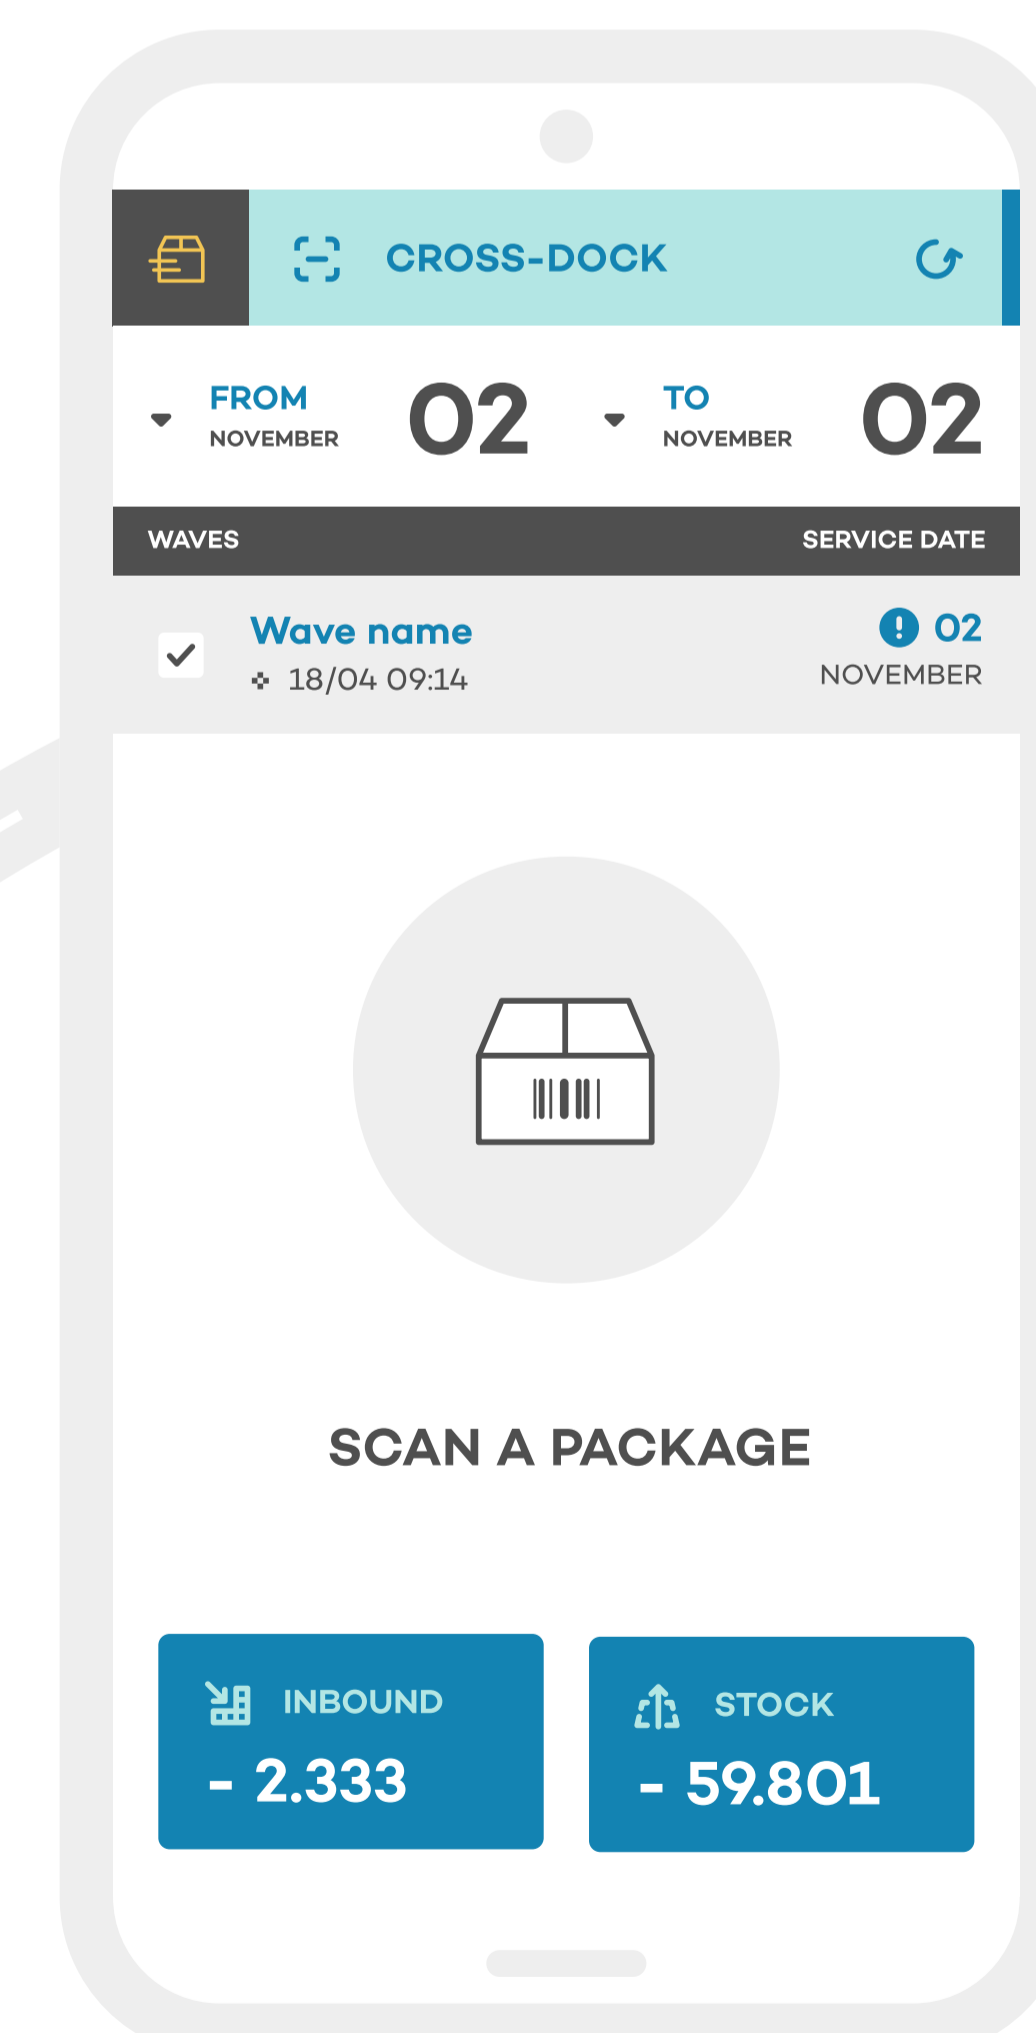 CROSS-DOCK
FROM
NOVEMBER
02
TO
NOVEMBER
02
WAVES
SERVICE DATE
Wave name
18/04 09:14
02
NOVEMBER
SCAN A PACKAGE
INBOUND
- 2.333
STOCK
- 59.801